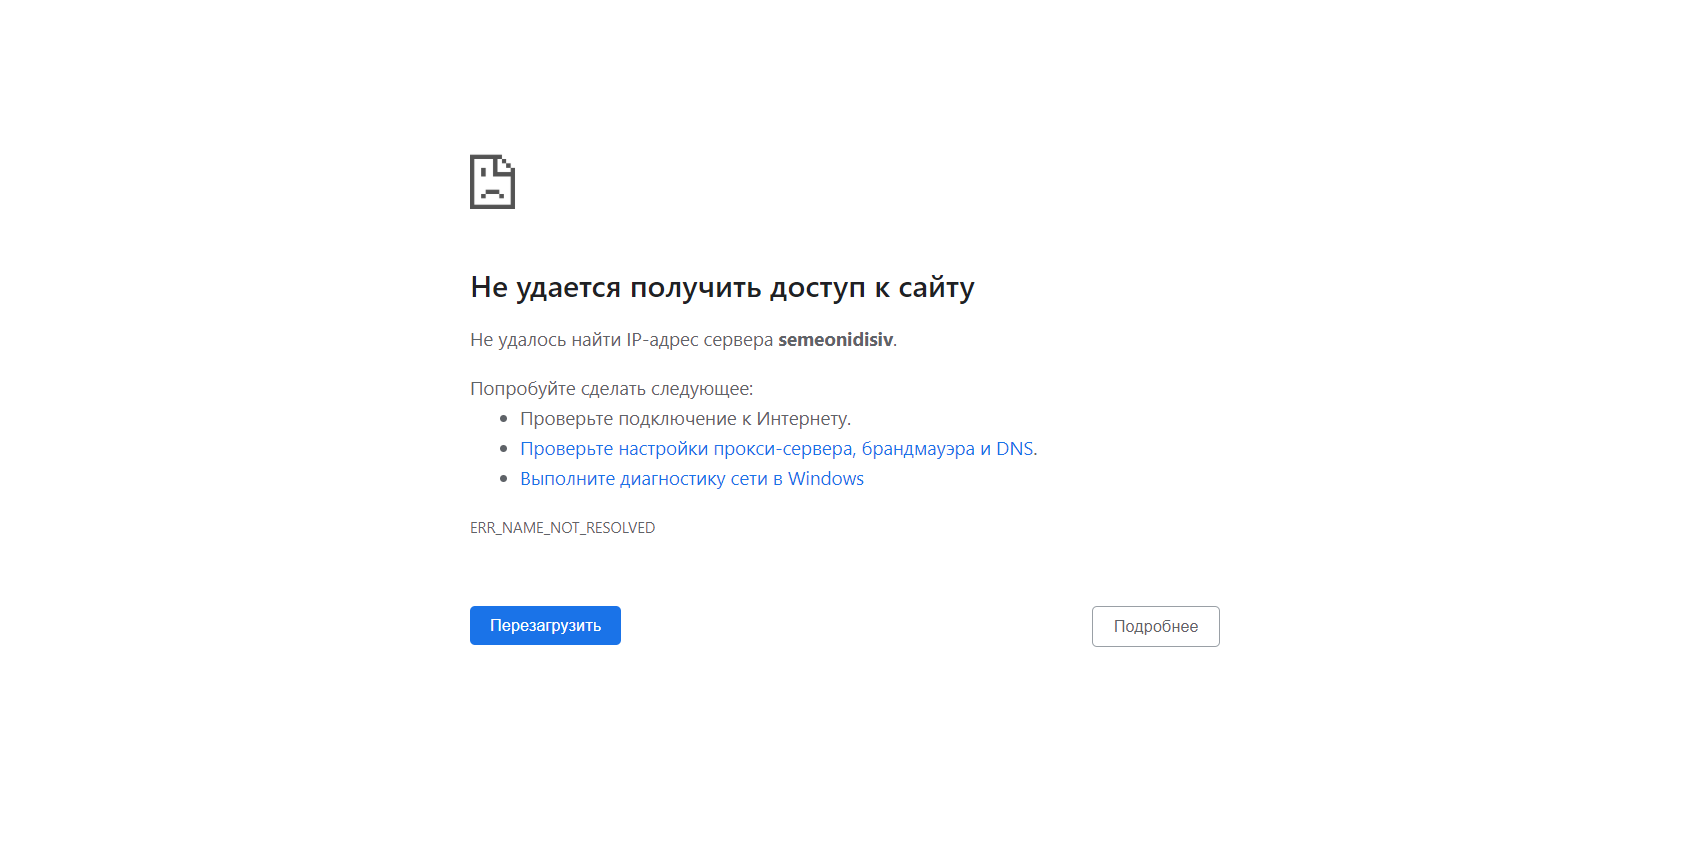 Не удается получить доступ к сайту
Не удалось найти IP-адрес сервера semeonidisiv.
Попробуйте сделать следующее:
Проверьте подключение к Интернету.
Проверьте настройки прокси-сервера, брандмауэра и DNS.
Выполните диагностику сети в Windows
ERR_NAME_NOT_RESOLVED
Перезагрузить
Подробнее